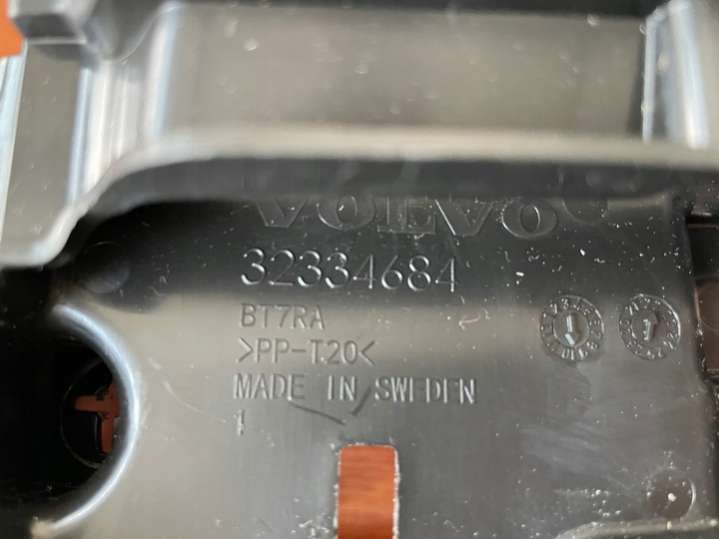 VOLVO
32334684
BT7RA
>PP-T20<
MADE IN SWEDEN
1